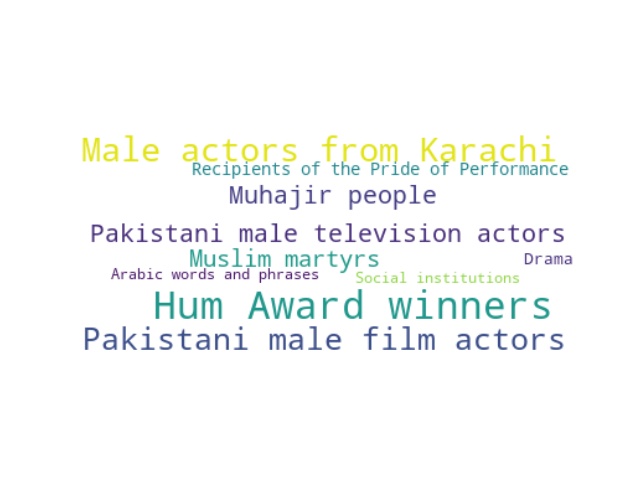 Male actors from Karachi
Recipients of the Pride of Performance
Muhajir people
Pakistani male television actors
Muslim martyrs
Drama
Arabic words and phrases
Social institutions
Hum Award winners
Pakistani male film actors